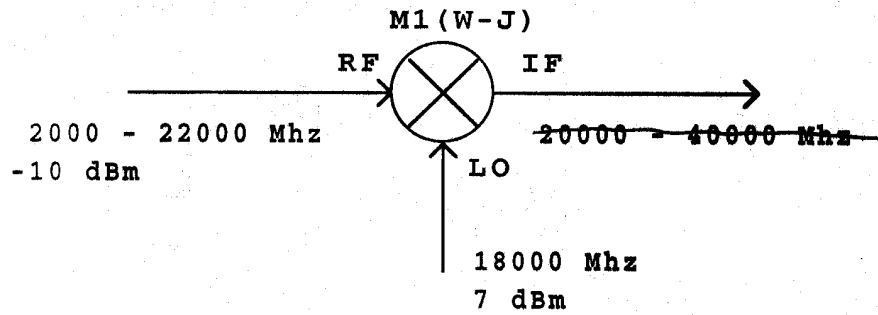 M1(W-J)
RF
IF
2000 - 22000 Mhz
20000 - 40000 Mhz
-10 dBm
LO
18000 Mhz
7 dBm